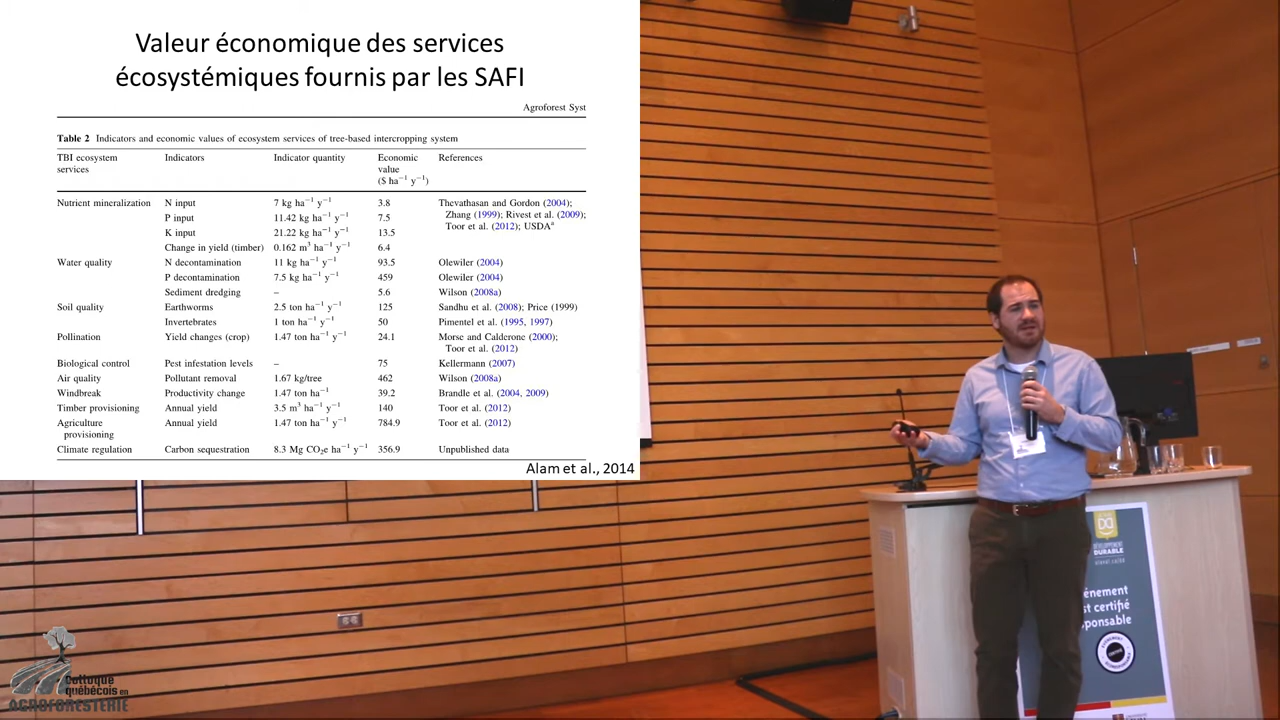 Valeur économique des services
écosystémiques fournis par les SAFI
Agroforest Syst
Table 2 Indicators and economic values of ecosystem services of tree-based intercropping system
TBI ecosystem services Indicators Indicator quantity Economic value ($ ha⁻¹ y⁻¹) References
Nutrient mineralization N input 7 kg ha⁻¹ y⁻¹ 3.8 Thevathasan and Gordon (2004);
P input 11.42 kg ha⁻¹ y⁻¹ 7.5 Zhang (1999); Rivest et al. (2009);
K input 21.22 kg ha⁻¹ y⁻¹ 13.5 Toor et al. (2012); USDAᵃ
Change in yield (timber) 0.162 m³ ha⁻¹ y⁻¹ 6.4
Water quality N decontamination 11 kg ha⁻¹ y⁻¹ 93.5 Olewiler (2004)
P decontamination 7.5 kg ha⁻¹ y⁻¹ 459 Olewiler (2004)
Sediment dredging – 5.6 Wilson (2008a)
Soil quality Earthworms 2.5 ton ha⁻¹ y⁻¹ 125 Sandhu et al. (2008); Price (1999)
Invertebrates 1 ton ha⁻¹ y⁻¹ 50 Pimentel et al. (1995, 1997)
Pollination Yield changes (crop) 1.47 ton ha⁻¹ y⁻¹ 24.1 Morse and Calderone (2000);
Toor et al. (2012)
Biological control Pest infestation levels – 75 Kellermann (2007)
Air quality Pollutant removal 1.67 kg/tree 462 Wilson (2008a)
Windbreak Productivity change 1.47 ton ha⁻¹ 39.2 Brandle et al. (2004, 2009)
Timber provisioning Annual yield 3.5 m³ ha⁻¹ y⁻¹ 140 Toor et al. (2012)
Agriculture provisioning Annual yield 1.47 ton ha⁻¹ y⁻¹ 784.9 Toor et al. (2012)
Climate regulation Carbon sequestration 8.3 Mg CO₂e ha⁻¹ y⁻¹ 356.9 Unpublished data
Alam et al., 2014
DÉVELOPPEMENT
DURABLE
énement
st certifié
sponsable
Colloque
québécois en
AGROFORESTERIE